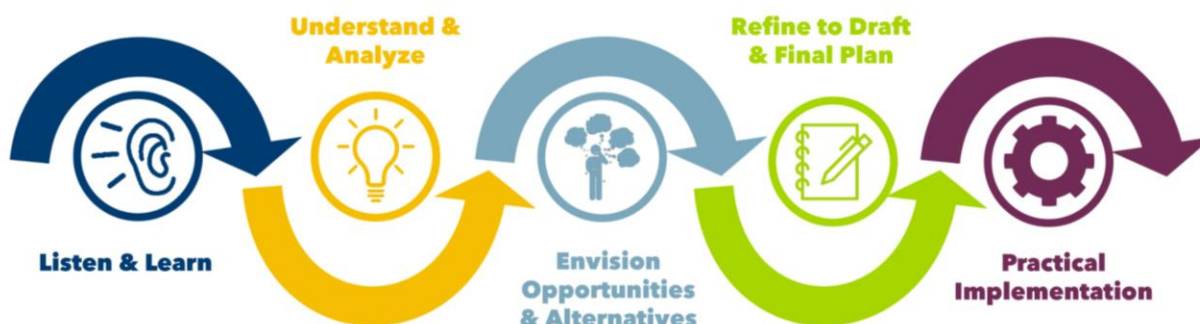 Listen & Learn
Understand &
Analyze
Envision
Opportunities
& Alternatives
Refine to Draft
& Final Plan
Practical
Implementation